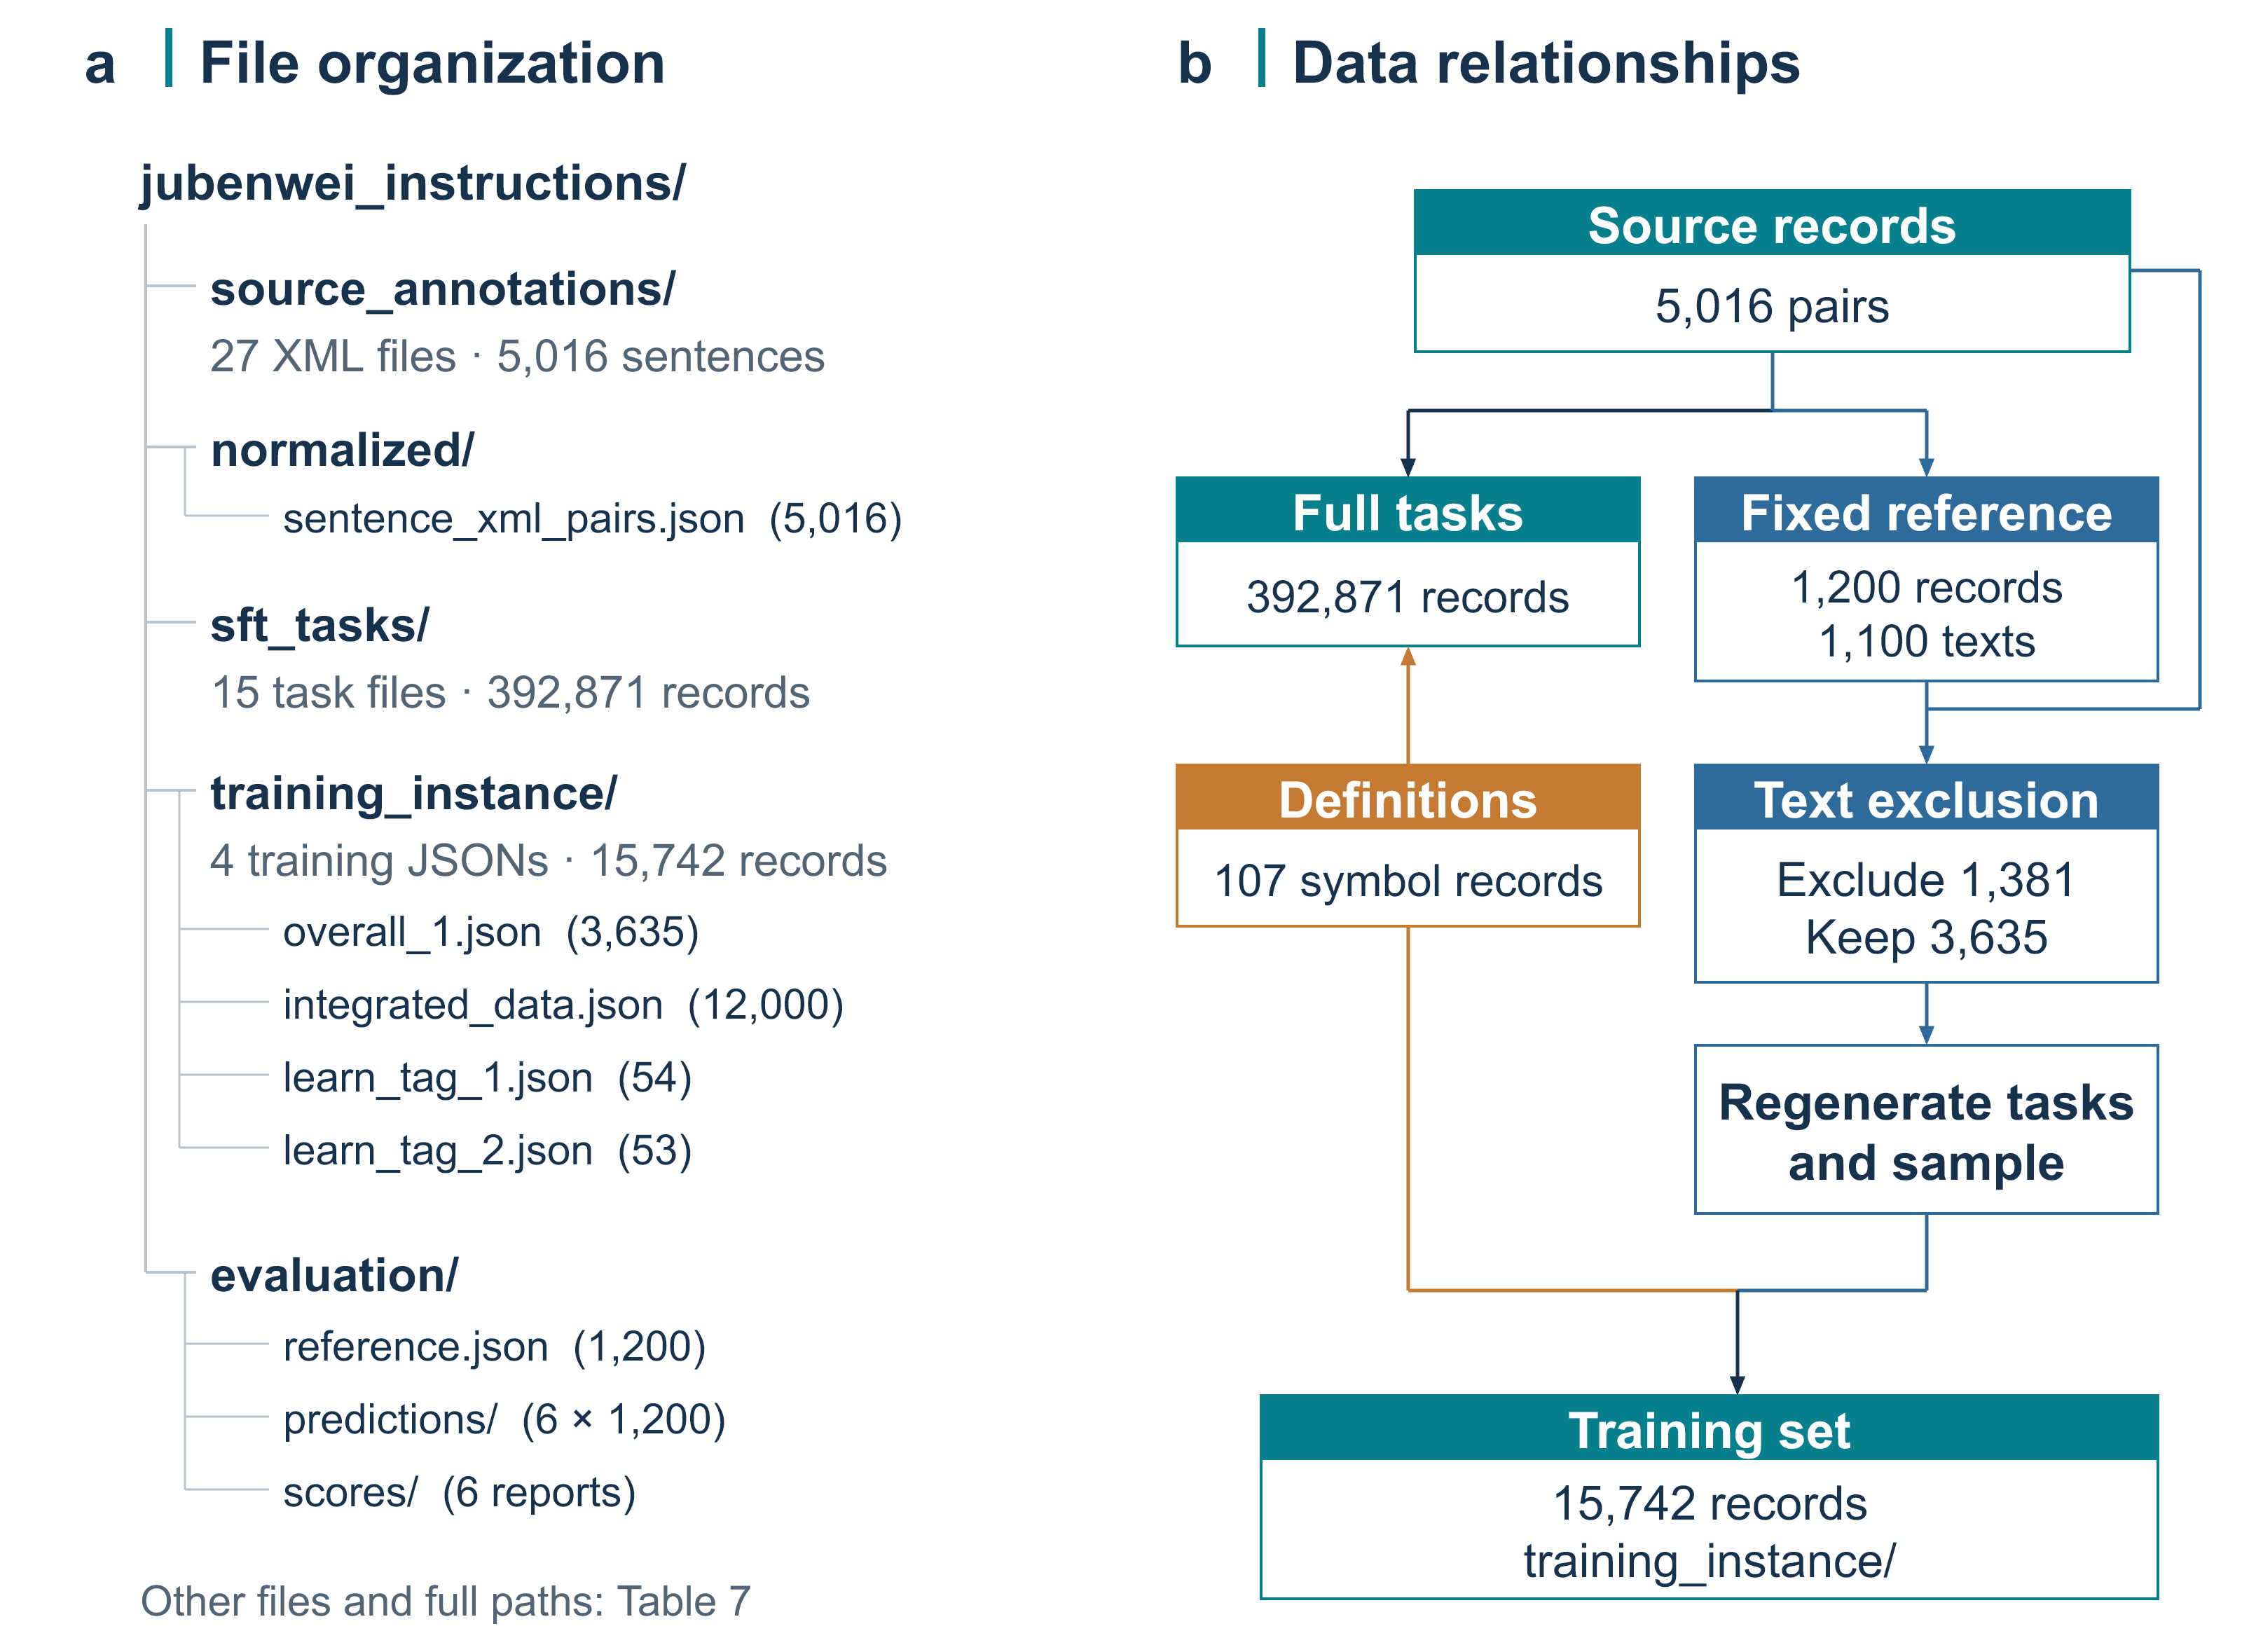 a File organization
jubenwei_instructions/
source_annotations/
27 XML files · 5,016 sentences
normalized/
sentence_xml_pairs.json (5,016)
sft_tasks/
15 task files · 392,871 records
training_instance/
4 training JSONs · 15,742 records
overall_1.json (3,635)
integrated_data.json (12,000)
learn_tag_1.json (54)
learn_tag_2.json (53)
evaluation/
reference.json (1,200)
predictions/ (6 × 1,200)
scores/ (6 reports)
Other files and full paths: Table 7
b Data relationships
Source records
5,016 pairs
Full tasks
392,871 records
Fixed reference
1,200 records
1,100 texts
Definitions
107 symbol records
Text exclusion
Exclude 1,381
Keep 3,635
Regenerate tasks
and sample
Training set
15,742 records
training_instance/